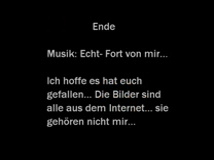 Ende
Musik: Echt- Fort von mir...
Ich hoffe es hat euch
gefallen... Die Bilder sind
alle aus dem Internet... sie
gehören nicht mir...